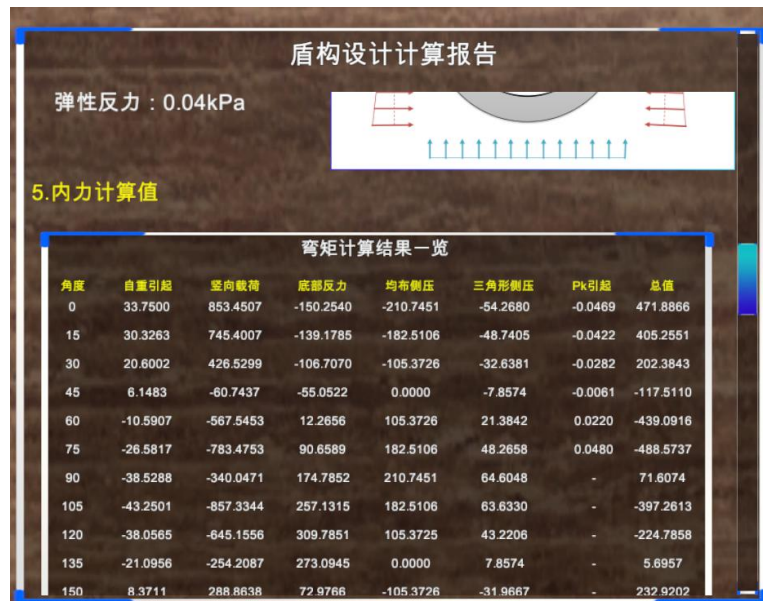 盾构设计计算报告
弹性反力：0.04kPa
5.内力计算值
弯矩计算结果一览
角度 自重引起 竖向载荷 底部反力 均布侧压 三角形侧压 Pk引起 总值
0 33.7500 853.4507 -150.2540 -210.7451 -54.2680 -0.0469 471.8866
15 30.3263 745.4007 -139.1785 -182.5106 -48.7405 -0.0422 405.2551
30 20.6002 426.5299 -106.7070 -105.3726 -32.6381 -0.0282 202.3843
45 6.1483 -60.7437 -55.0522 0.0000 -7.8574 -0.0061 -117.5110
60 -10.5907 -567.5453 12.2656 105.3726 21.3842 0.0220 -439.0916
75 -26.5817 -783.4753 90.6589 182.5106 48.2658 0.0480 -488.5737
90 -38.5288 -340.0471 174.7852 210.7451 64.6048 - 71.6074
105 -43.2501 -857.3344 257.1315 182.5106 63.6330 - -397.2613
120 -38.0565 -645.1556 309.7851 105.3725 43.2206 - -224.7858
135 -21.0956 -254.2087 273.0945 0.0000 7.8574 - 5.6957
150 8.3711 288.8638 72.9766 -105.3726 -31.9667 - 232.9202